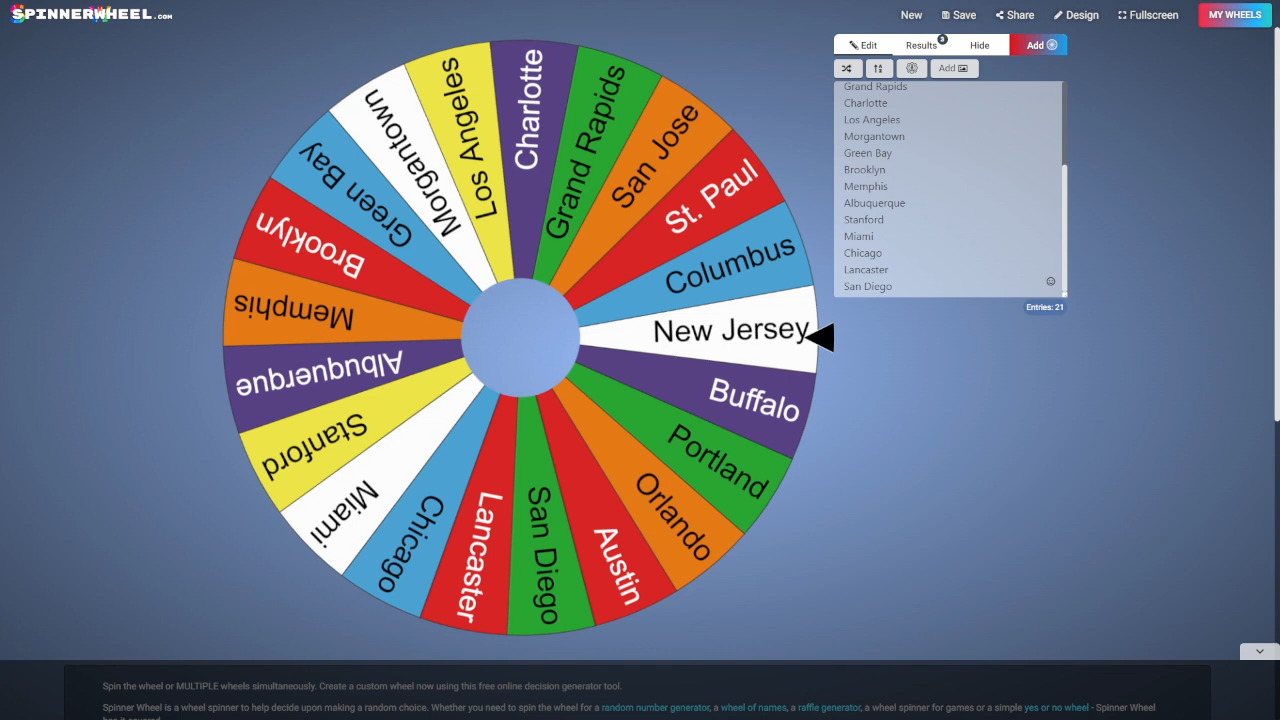 SPINNERWHEEL.COM
New
Save
Share
Design
Fullscreen
MY WHEELS
Edit
Results
3
Hide
Add
Add
Grand Rapids
Charlotte
Los Angeles
Morgantown
Green Bay
Brooklyn
Memphis
Albuquerque
Stanford
Miami
Chicago
Lancaster
San Diego
Entries: 21
Charlotte
Grand Rapids
San Jose
St. Paul
Columbus
New Jersey
Buffalo
Portland
Orlando
Austin
San Diego
Lancaster
Chicago
Miami
Stanford
Albuquerque
Memphis
Brooklyn
Green Bay
Morgantown
Los Angeles
Spin the wheel or MULTIPLE wheels simultaneously. Create a custom wheel now using this free online decision generator tool.
Spinner Wheel is a wheel spinner to help decide upon making a random choice. Whether you need to spin the wheel for a random number generator, a wheel of names, a raffle generator, a wheel spinner for games or a simple yes or no wheel - Spinner Wheel
has it covered